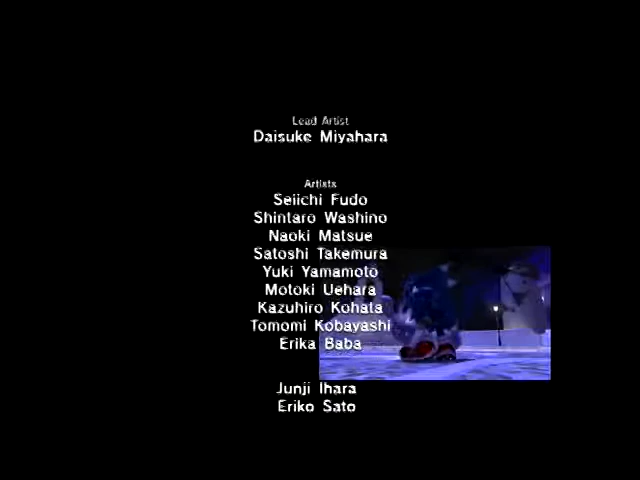 Lead Artist
Daisuke Miyahara
Artists
Seiichi Fudo
Shintaro Washino
Naoki Matsue
Satoshi Takemura
Yuki Yamamoto
Motoki Uehara
Kazuhiro Kohata
Tomomi Kobayashi
Erika Baba
Junji Ihara
Eriko Sato